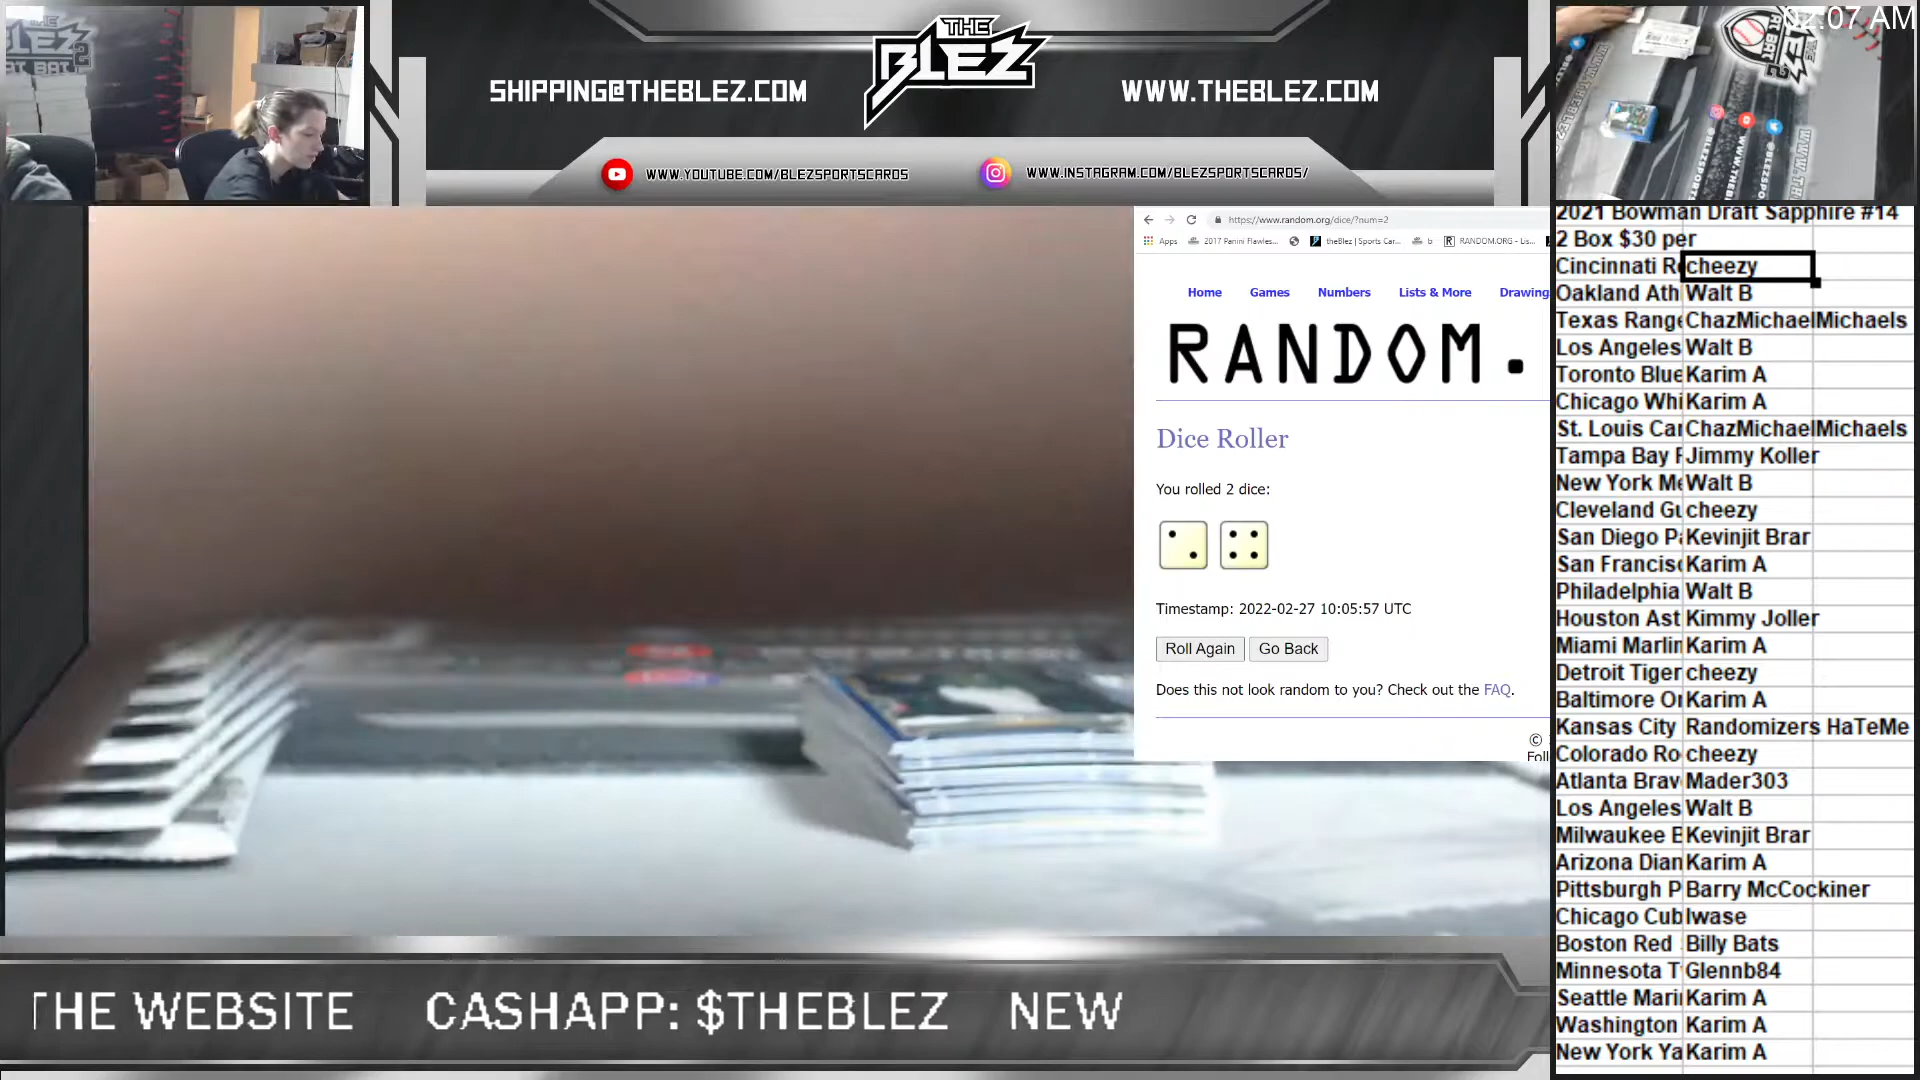 THE BLEZ
SHIPPING@THEBLEZ.COM
WWW.THEBLEZ.COM
WWW.YOUTUBE.COM/BLEZSPORTSCARDS
WWW.INSTAGRAM.COM/BLEZSPORTSCARDS/
02:07 AM
https://www.random.org/dice/?num=2
Apps 2017 Panini Flawles... theBlez | Sports Car... b RANDOM.ORG - Lis...
Home Games Numbers Lists & More Drawing
RANDOM.
Dice Roller
You rolled 2 dice:
Timestamp: 2022-02-27 10:05:57 UTC
Roll Again Go Back
Does this not look random to you? Check out the FAQ.
©
Foll
2021 Bowman Draft Sapphire #14
2 Box $30 per
Cincinnati R cheezy
Oakland Ath Walt B
Texas Range ChazMichaelMichaels
Los Angeles Walt B
Toronto Blue Karim A
Chicago Whi Karim A
St. Louis Car ChazMichaelMichaels
Tampa Bay R Jimmy Koller
New York Me Walt B
Cleveland Gu cheezy
San Diego Pa Kevinjit Brar
San Francisc Karim A
Philadelphia Walt B
Houston Ast Kimmy Joller
Miami Marlin Karim A
Detroit Tiger cheezy
Baltimore Or Karim A
Kansas City Randomizers HaTeMe
Colorado Ro cheezy
Atlanta Brav Mader303
Los Angeles Walt B
Milwaukee B Kevinjit Brar
Arizona Dian Karim A
Pittsburgh P Barry McCockiner
Chicago Cub Iwase
Boston Red Billy Bats
Minnesota T Glennb84
Seattle Mari Karim A
Washington Karim A
New York Ya Karim A
THE WEBSITE CASHAPP: $THEBLEZ NEW